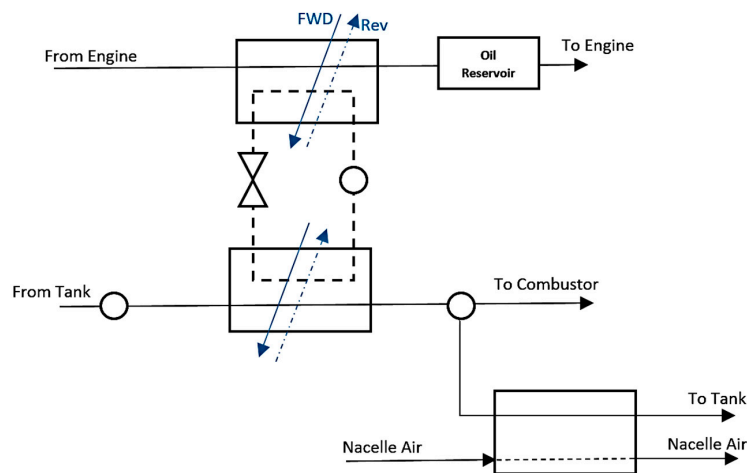 FWD
Rev
From Engine
Oil
Reservoir
To Engine
From Tank
To Combustor
To Tank
Nacelle Air
Nacelle Air